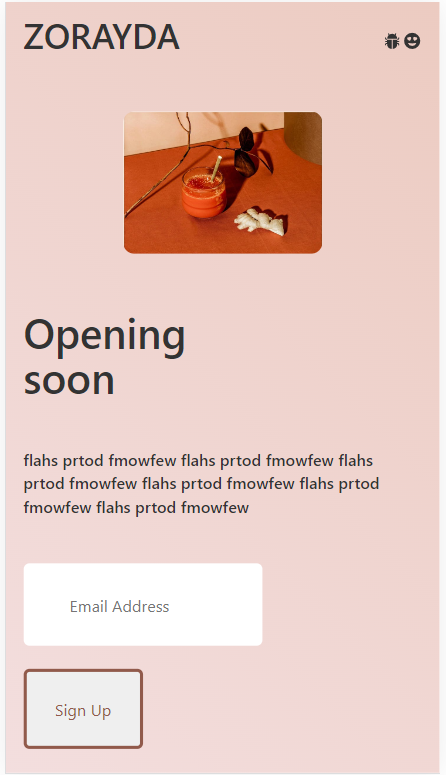 ZORAYDA
Opening
soon
flahs prtod fmowfew flahs prtod fmowfew flahs
prtod fmowfew flahs prtod fmowfew flahs prtod
fmowfew flahs prtod fmowfew
Email Address
Sign Up